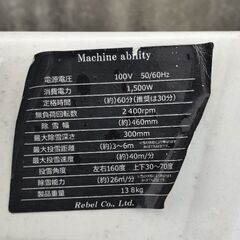 Machine ability
電源電圧 100V 50/60Hz
消費電力 1,500W
定格時間 (約)60分(推奨は30分)
無負荷回転数 2400rpm
除雪幅 (約)460mm
最大除雪深さ 300mm
最大投雪距離 (約)3~6m
最大投雪速度 (約)40m/分
投雪角度 左右160度 上下30~70度
除雪能力 (約)26㎥/分
製品重量 13.8kg
Rebel Co., Ltd.